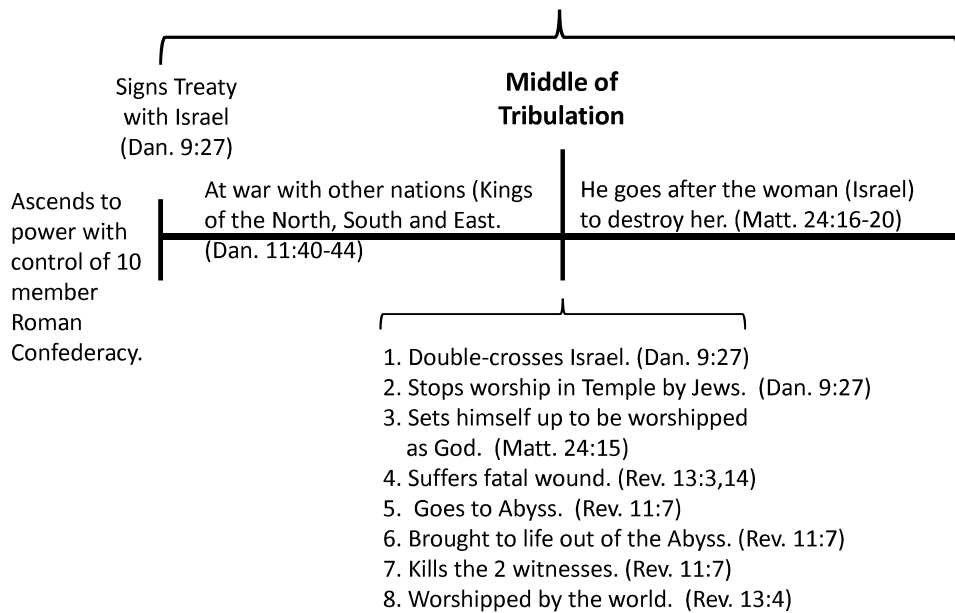 Signs Treaty
with Israel
(Dan. 9:27)
Middle of
Tribulation
Ascends to
power with
control of 10
member
Roman
Confederacy.
At war with other nations (Kings
of the North, South and East.
(Dan. 11:40-44)
He goes after the woman (Israel)
to destroy her. (Matt. 24:16-20)
1. Double-crosses Israel. (Dan. 9:27)
2. Stops worship in Temple by Jews.  (Dan. 9:27)
3. Sets himself up to be worshipped
as God.  (Matt. 24:15)
4. Suffers fatal wound. (Rev. 13:3,14)
5.  Goes to Abyss.  (Rev. 11:7)
6. Brought to life out of the Abyss. (Rev. 11:7)
7. Kills the 2 witnesses. (Rev. 11:7)
8. Worshipped by the world.  (Rev. 13:4)